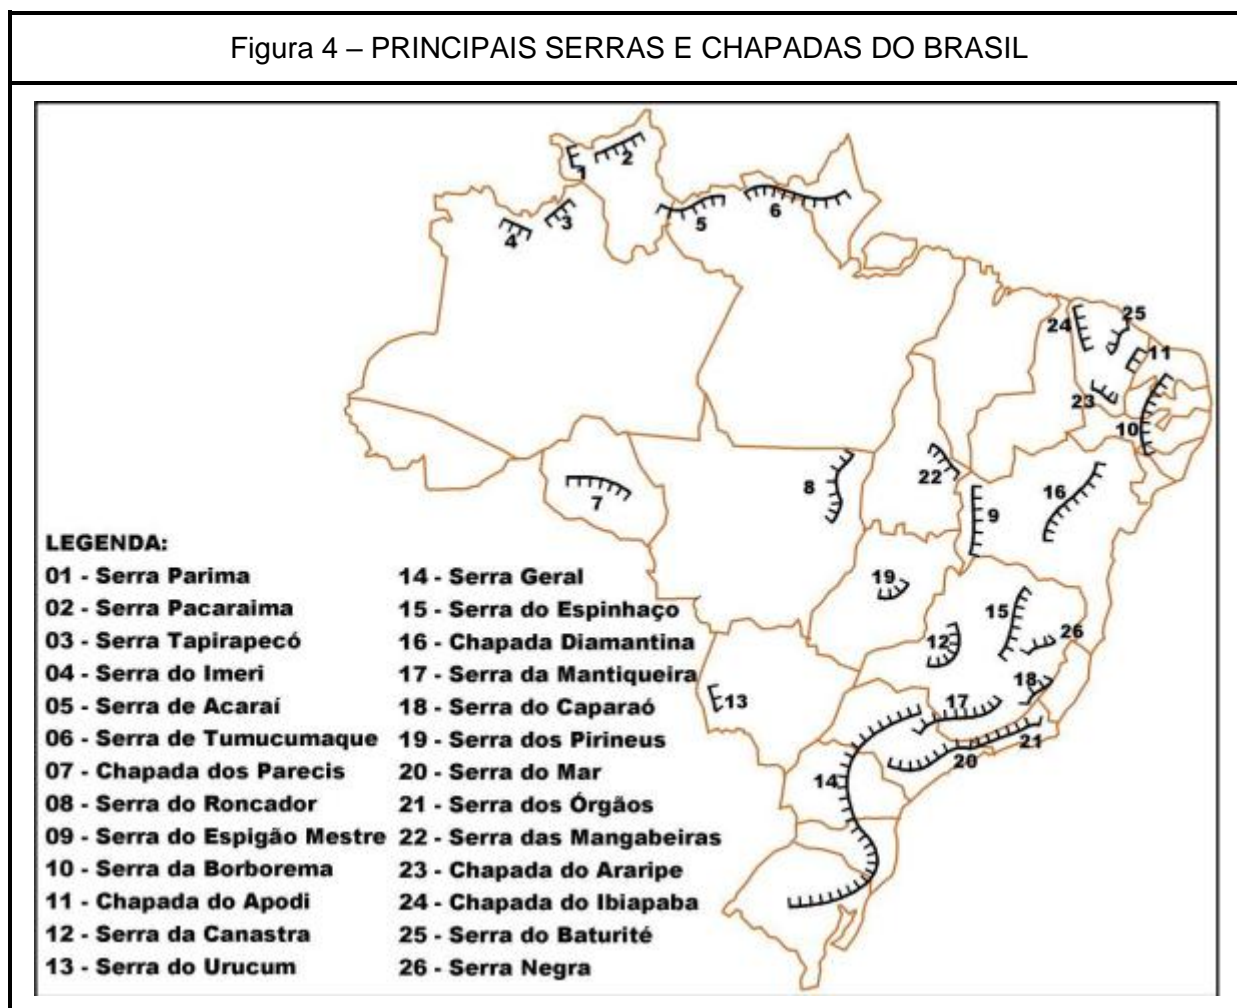 Figura 4 – PRINCIPAIS SERRAS E CHAPADAS DO BRASIL
1
2
3
4
5
6
7
8
9
10
11
12
13
14
15
16
17
18
19
20
21
22
23
24
25
26
LEGENDA:
01 - Serra Parima
02 - Serra Pacaraima
03 - Serra Tapirapecó
04 - Serra do Imeri
05 - Serra de Acaraí
06 - Serra de Tumucumaque
07 - Chapada dos Parecis
08 - Serra do Roncador
09 - Serra do Espigão Mestre
10 - Serra da Borborema
11 - Chapada do Apodi
12 - Serra da Canastra
13 - Serra do Urucum
14 - Serra Geral
15 - Serra do Espinhaço
16 - Chapada Diamantina
17 - Serra da Mantiqueira
18 - Serra do Caparaó
19 - Serra dos Pirineus
20 - Serra do Mar
21 - Serra dos Órgãos
22 - Serra das Mangabeiras
23 - Chapada do Araripe
24 - Chapada do Ibiapaba
25 - Serra do Baturité
26 - Serra Negra